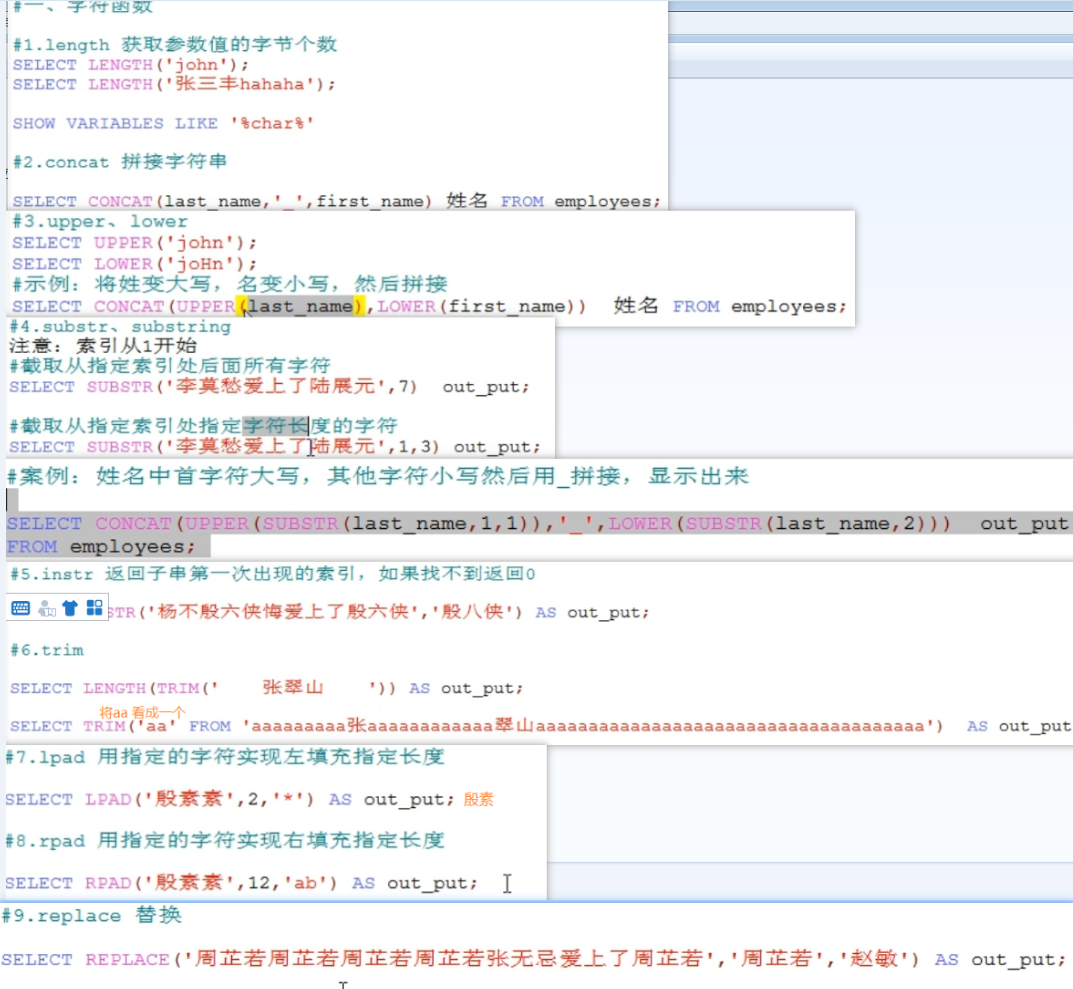 #一、字符函数
#1.length 获取参数值的字节个数
SELECT LENGTH('john');
SELECT LENGTH('张三丰hahaha');
SHOW VARIABLES LIKE '%char%'
#2.concat 拼接字符串
SELECT CONCAT(last_name,'_',first_name) 姓名 FROM employees;
#3.upper、lower
SELECT UPPER('john');
SELECT LOWER('joHn');
#示例：将姓变大写，名变小写，然后拼接
SELECT CONCAT(UPPER(last_name),LOWER(first_name)) 姓名 FROM employees;
#4.substr、substring
注意：索引从1开始
#截取从指定索引处后面所有字符
SELECT SUBSTR('李莫愁爱上了陆展元',7) out_put;
#截取从指定索引处指定字符长度的字符
SELECT SUBSTR('李莫愁爱上了陆展元',1,3) out_put;
#案例：姓名中首字符大写，其他字符小写然后用_拼接，显示出来
SELECT CONCAT(UPPER(SUBSTR(last_name,1,1)),'_',LOWER(SUBSTR(last_name,2))) out_put
FROM employees;
#5.instr 返回子串第一次出现的索引，如果找不到返回0
STR('杨不殷六侠悔爱上了殷六侠','殷八侠') AS out_put;
#6.trim
SELECT LENGTH(TRIM('    张翠山    ')) AS out_put;
将aa 看成一个
SELECT TRIM('aa' FROM 'aaaaaaaaa张aaaaaaaaaaaa翠山aaaaaaaaaaaaaaaaaaaaaaaaaaaaaaaaaa') AS out_put
#7.lpad 用指定的字符实现左填充指定长度
SELECT LPAD('殷素素',2,'*') AS out_put; 殷素
#8.rpad 用指定的字符实现右填充指定长度
SELECT RPAD('殷素素',12,'ab') AS out_put;
#9.replace 替换
SELECT REPLACE('周芷若周芷若周芷若周芷若张无忌爱上了周芷若','周芷若','赵敏') AS out_put;